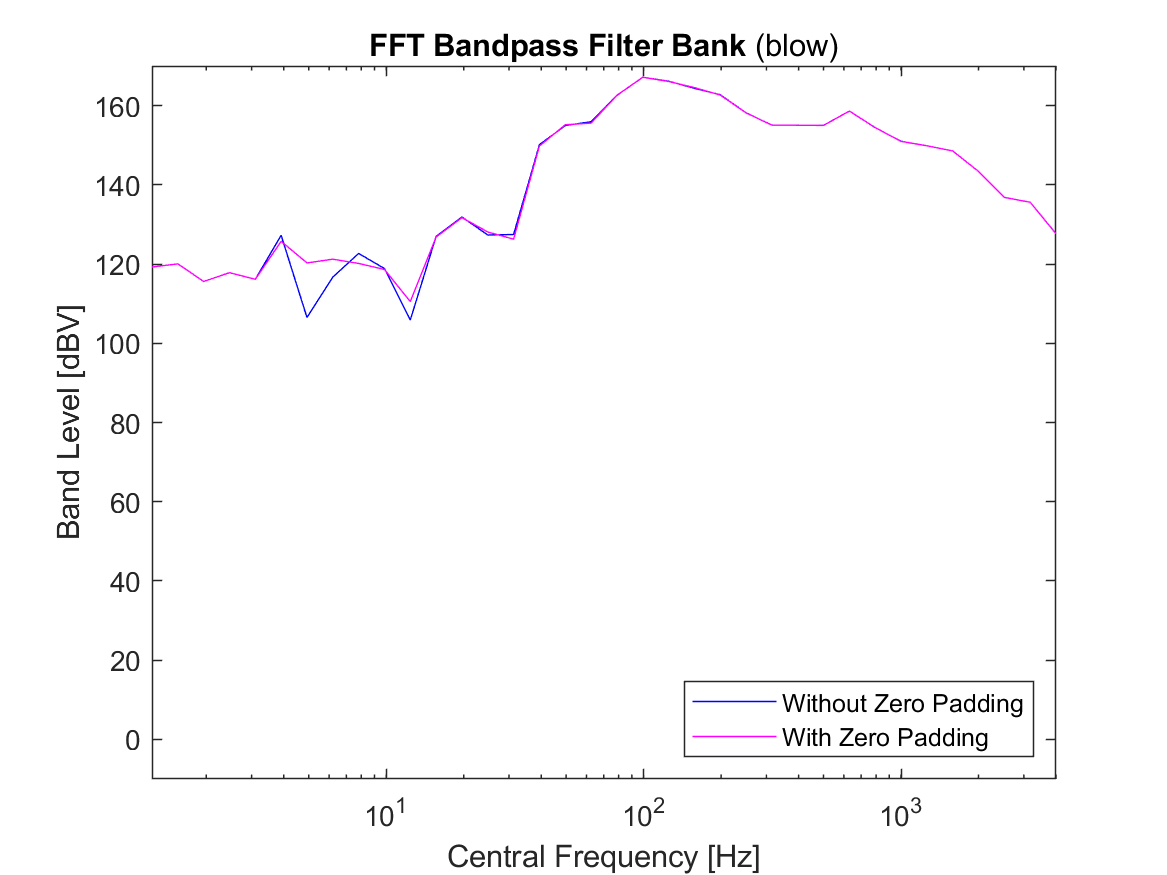 FFT Bandpass Filter Bank (blow)
Band Level [dBV]
160
140
120
100
80
60
40
20
0
10^1
10^2
10^3
Central Frequency [Hz]
Without Zero Padding
With Zero Padding